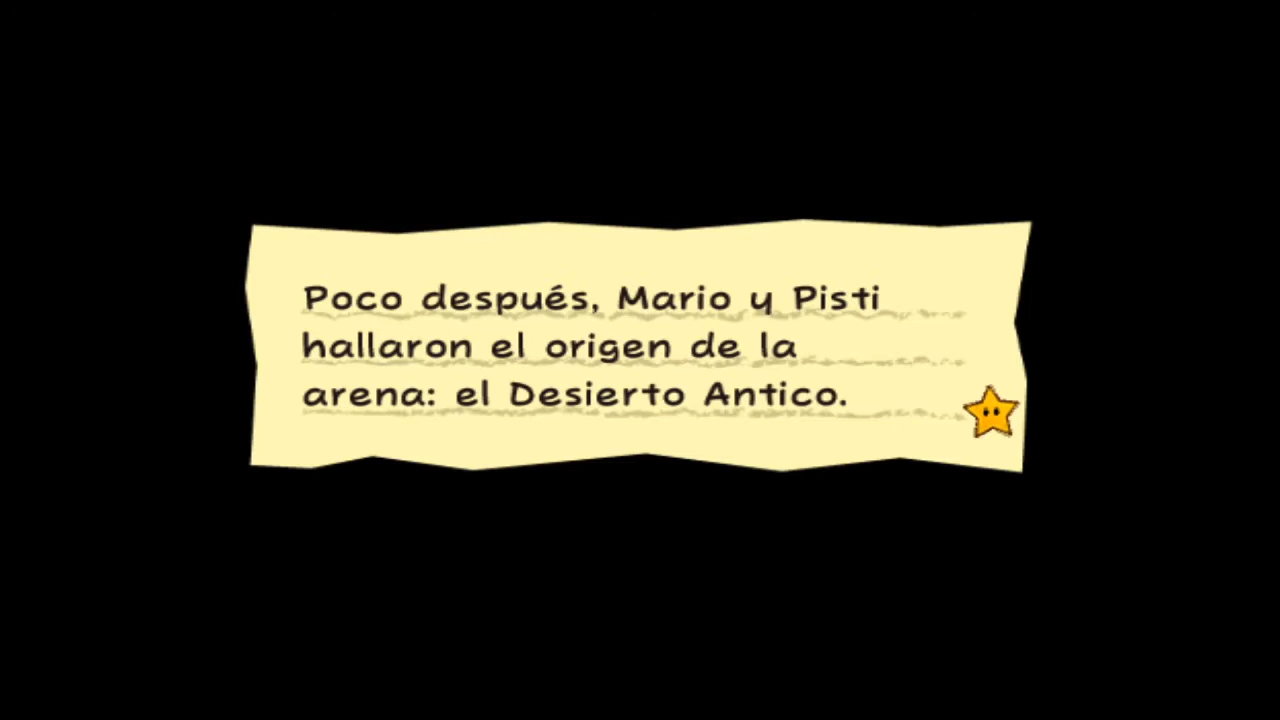 Poco después, Mario y Pisti
hallaron el origen de la
arena: el Desierto Antico.